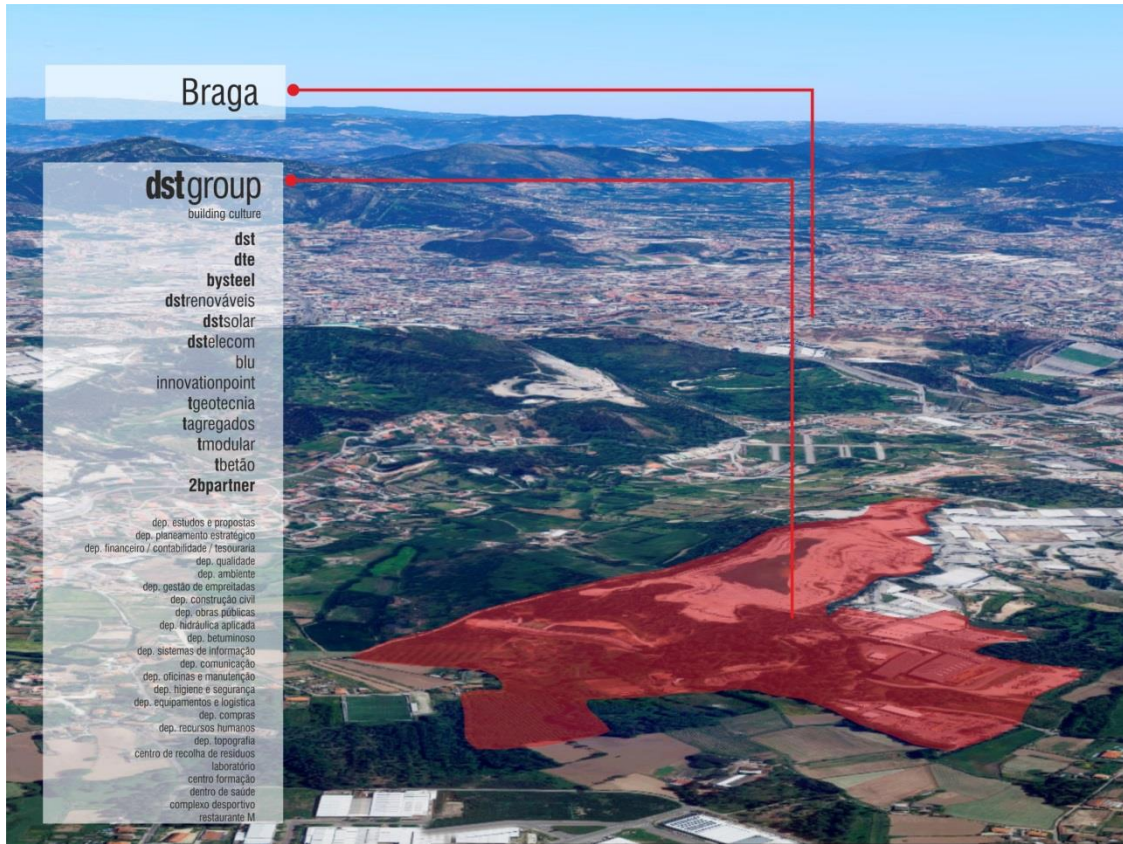 Braga
dstgroup
building culture
dst
dte
bysteel
dstrenováveis
dstsolar
dstelecom
blu
innovationpoint
tgeotecnia
tagregados
tmodular
tbetão
2bpartner
dep. estudos e propostas
dep. planeamento estratégico
dep. financeiro / contabilidade / tesouraria
dep. qualidade
dep. ambiente
dep. gestão de empreitadas
dep. construção civil
dep. obras públicas
dep. hidráulica aplicada
dep. betuminoso
dep. sistemas de informação
dep. comunicação
dep. oficinas e manutenção
dep. higiene e segurança
dep. equipamentos e logística
dep. compras
dep. recursos humanos
dep. topografia
centro de recolha de resíduos
laboratório
centro formação
dentro de saúde
complexo desportivo
restaurante M